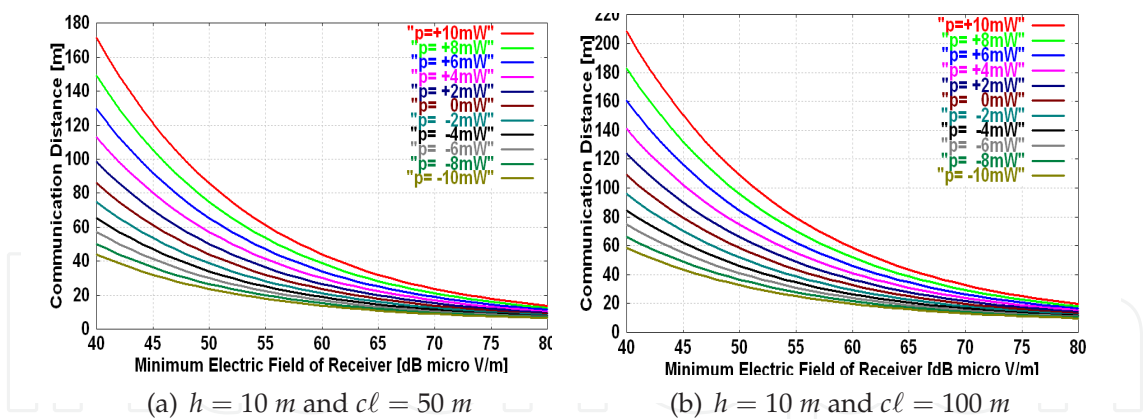 180
160
140
120
100
80
60
40
20
0
Communication Distance [m]
"p=+10mW"
"p= +8mW"
"p= +6mW"
"p= +4mW"
"p= +2mW"
"p= 0mW"
"p= -2mW"
"p= -4mW"
"p= -6mW"
"p= -8mW"
"p= -10mW"
40 45 50 55 60 65 70 75 80
Minimum Electric Field of Receiver [dB micro V/m]
(a) h = 10 m and cℓ = 50 m
220
200
180
160
140
120
100
80
60
40
20
0
Communication Distance [m]
"p=+10mW"
"p= +8mW"
"p= +6mW"
"p= +4mW"
"p= +2mW"
"p= 0mW"
"p= -2mW"
"p= -4mW"
"p= -6mW"
"p= -8mW"
"p= -10mW"
40 45 50 55 60 65 70 75 80
Minimum Electric Field of Receiver [dB micro V/m]
(b) h = 10 m and cℓ = 100 m